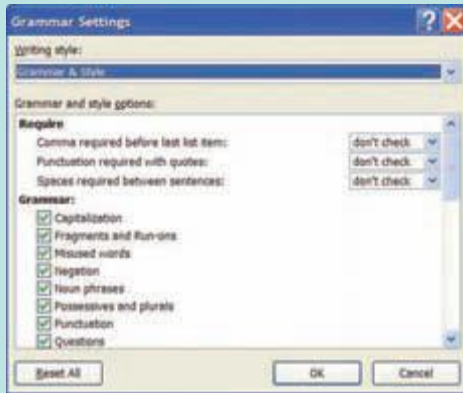 Grammar Settings
Writing style:
Grammar & Style
Grammar and style options:
Require
Comma required before last list item: don't check
Punctuation required with quotes: don't check
Spaces required between sentences: don't check
Grammar:
Capitalization
Fragments and Run-ons
Misused words
Negation
Noun phrases
Possessives and plurals
Punctuation
Questions
Reset All OK Cancel